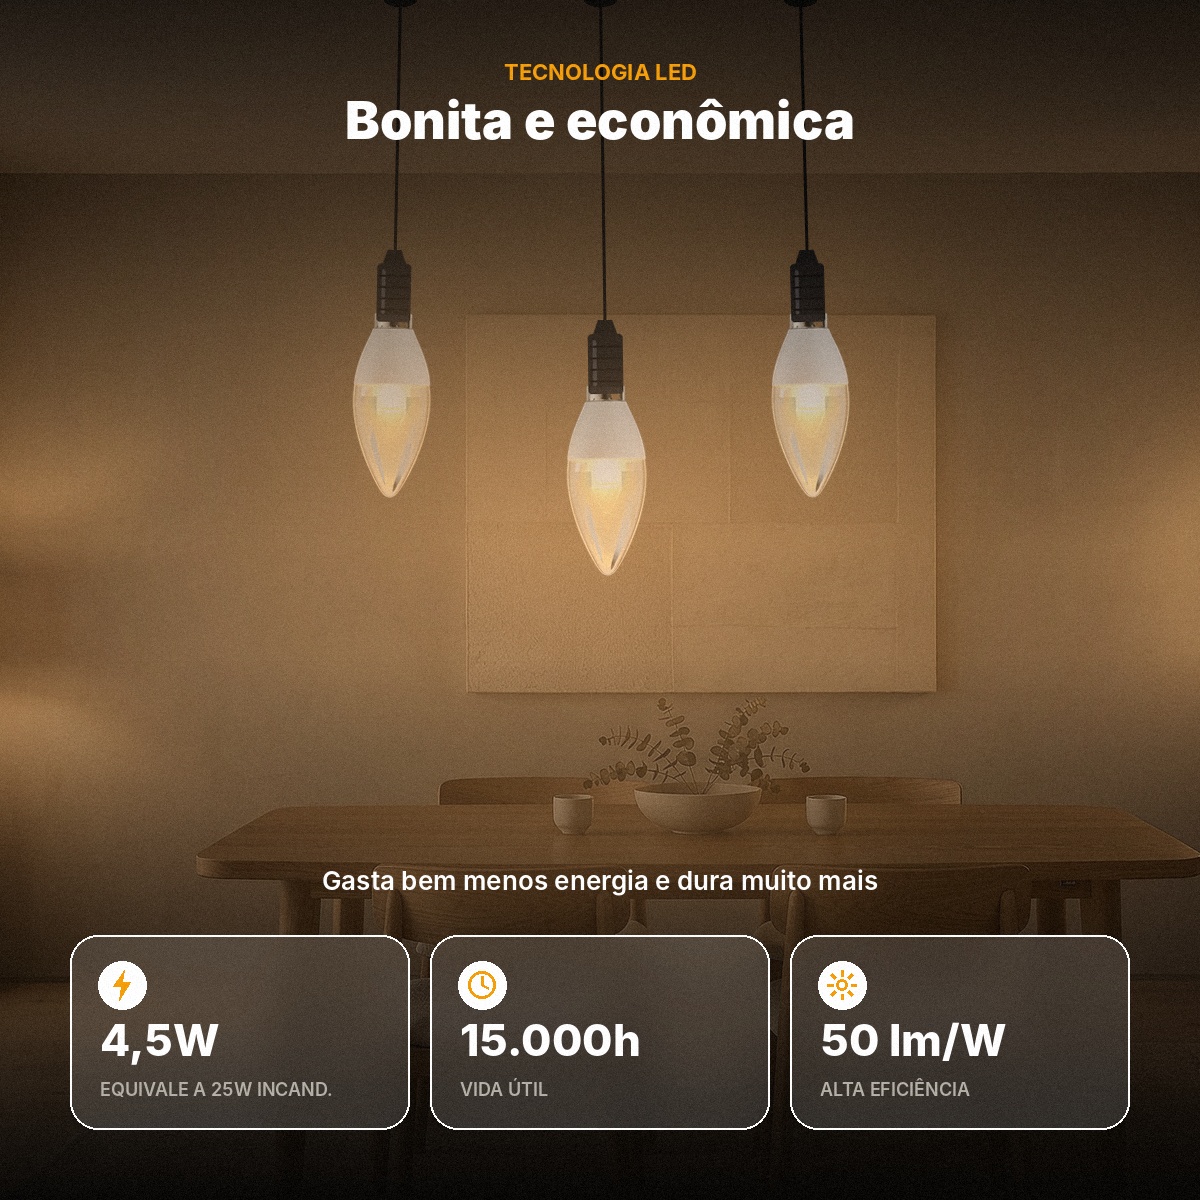 TECNOLOGIA LED
Bonita e econômica
Gasta bem menos energia e dura muito mais
4,5W
EQUIVALE A 25W INCAND.
15.000h
VIDA ÚTIL
50 lm/W
ALTA EFICIÊNCIA